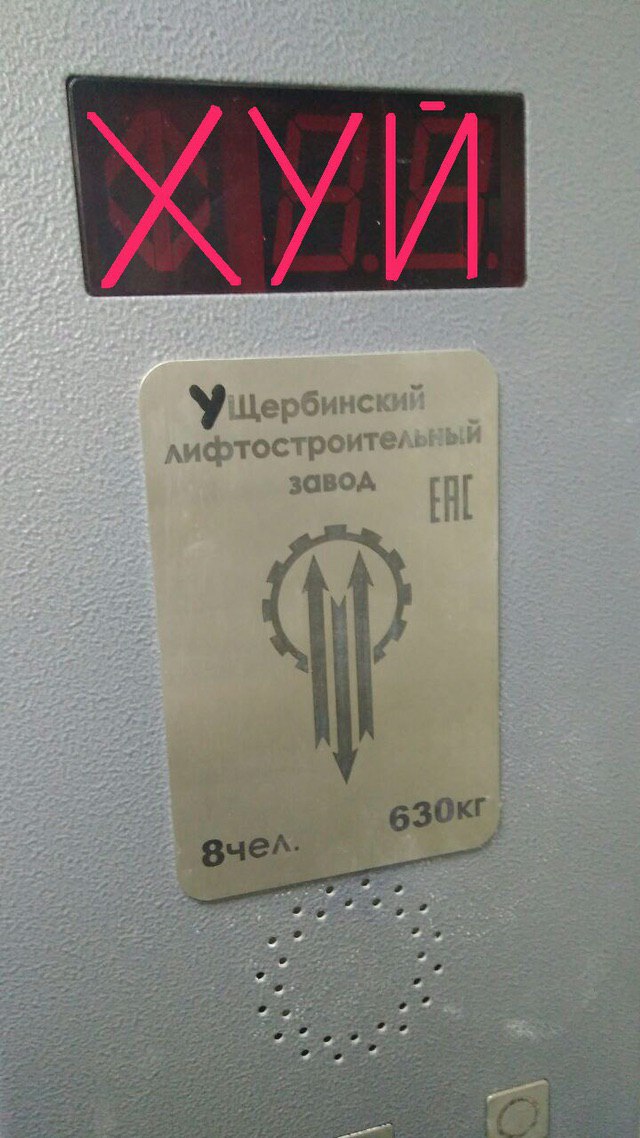 ХУЙ
УЩербинский
лифтостроительный
завод
ЕАС
8чел.
630кг